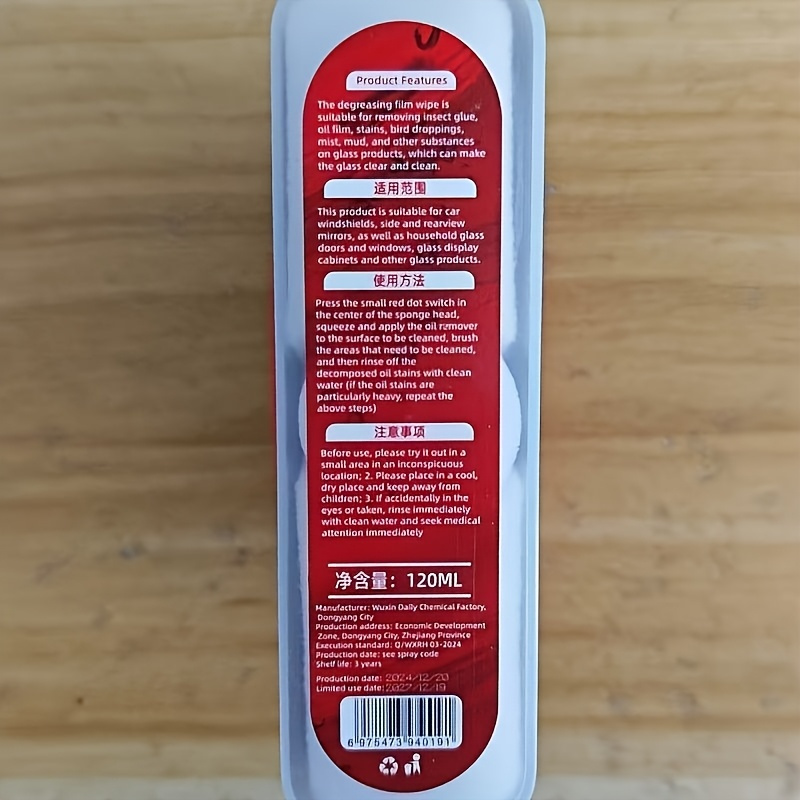 Product Features
The degreasing film wipe is
suitable for removing insect glue,
oil film, stains, bird droppings,
mist, mud, and other substances
on glass products, which can make
the glass clear and clean.
适用范围
This product is suitable for car
windshields, side and rearview
mirrors, as well as household glass
doors and windows, glass display
cabinets and other glass products.
使用方法
Press the small red dot switch in
the center of the sponge head,
squeeze and apply the oil remover
to the surface to be cleaned, brush
the areas that need to be cleaned,
and then rinse off the
decomposed oil stains with clean
water (if the oil stains are
particularly heavy, repeat the
above steps)
注意事项
Before use, please try it out in a
small area in an inconspicuous
location; 2. Please place in a cool,
dry place and keep away from
children; 3. If accidentally in the
eyes or taken, rinse immediately
with clean water and seek medical
attention immediately
净含量：120ML
Manufacturer: Wuxin Daily Chemical Factory,
Dongyang City
Production address: Economic Development
Zone, Dongyang City, Zhejiang Province
Execution standard: Q/WXRH 03-2024
Production date: see spray code
Shelf life: 3 years
Production date: 2024/12/20
Limited use date: 2027/12/19
6 975473 940191